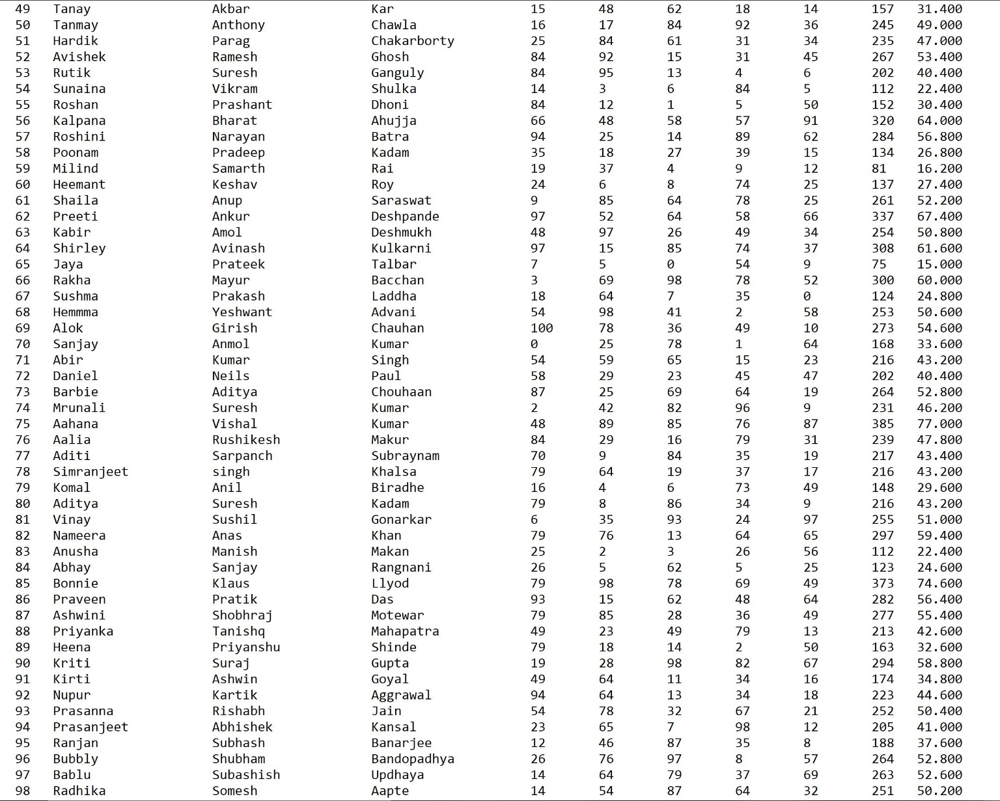 49 Tanay Akbar Kar 15 48 62 18 14 157 31.400
50 Tanmay Anthony Chawla 16 17 84 92 36 245 49.000
51 Hardik Parag Chakarborty 25 84 61 31 34 235 47.000
52 Avishek Ramesh Ghosh 84 92 15 31 45 267 53.400
53 Rutik Suresh Ganguly 84 95 13 4 6 202 40.400
54 Sunaina Vikram Shulka 14 3 6 84 5 112 22.400
55 Roshan Prashant Dhoni 84 12 1 5 50 152 30.400
56 Kalpana Bharat Ahujja 66 48 58 57 91 320 64.000
57 Roshini Narayan Batra 94 25 14 89 62 284 56.800
58 Poonam Pradeep Kadam 35 18 27 39 15 134 26.800
59 Milind Samarth Rai 19 37 4 9 12 81 16.200
60 Heemant Keshav Roy 24 6 8 74 25 137 27.400
61 Shaila Anup Saraswat 9 85 64 78 25 261 52.200
62 Preeti Ankur Deshpande 97 52 64 58 66 337 67.400
63 Kabir Amol Deshmukh 48 97 26 49 34 254 50.800
64 Shirley Avinash Kulkarni 97 15 85 74 37 308 61.600
65 Jaya Prateek Talbar 7 5 0 54 9 75 15.000
66 Rakha Mayur Bacchan 3 69 98 78 52 300 60.000
67 Sushma Prakash Laddha 18 64 7 35 0 124 24.800
68 Hemmma Yeshwant Advani 54 98 41 2 58 253 50.600
69 Alok Girish Chauhan 100 78 36 49 10 273 54.600
70 Sanjay Anmol Kumar 0 25 78 1 64 168 33.600
71 Abir Kumar Singh 54 59 65 15 23 216 43.200
72 Daniel Neils Paul 58 29 23 45 47 202 40.400
73 Barbie Aditya Chouhaan 87 25 69 64 19 264 52.800
74 Mrunali Suresh Kumar 2 42 82 96 9 231 46.200
75 Aahana Vishal Kumar 48 89 85 76 87 385 77.000
76 Aalia Rushikesh Makur 84 29 16 79 31 239 47.800
77 Aditi Sarpanch Subraynam 70 9 84 35 19 217 43.400
78 Simranjeet singh Khalsa 79 64 19 37 17 216 43.200
79 Komal Anil Biradhe 16 4 6 73 49 148 29.600
80 Aditya Suresh Kadam 79 8 86 34 9 216 43.200
81 Vinay Sushil Gonarkar 6 35 93 24 97 255 51.000
82 Nameera Anas Khan 79 76 13 64 65 297 59.400
83 Anusha Manish Makan 25 2 3 26 56 112 22.400
84 Abhay Sanjay Rangnani 26 5 62 5 25 123 24.600
85 Bonnie Klaus Llyod 79 98 78 69 49 373 74.600
86 Praveen Pratik Das 93 15 62 48 64 282 56.400
87 Ashwini Shobhraj Motewar 79 85 28 36 49 277 55.400
88 Priyanka Tanishq Mahapatra 49 23 49 79 13 213 42.600
89 Heena Priyanshu Shinde 79 18 14 2 50 163 32.600
90 Kriti Suraj Gupta 19 28 98 82 67 294 58.800
91 Kirti Ashwin Goyal 49 64 11 34 16 174 34.800
92 Nupur Kartik Aggrawal 94 64 13 34 18 223 44.600
93 Prasanna Rishabh Jain 54 78 32 67 21 252 50.400
94 Prasanjeet Abhishek Kansal 23 65 7 98 12 205 41.000
95 Ranjan Subhash Banarjee 12 46 87 35 8 188 37.600
96 Bubbly Shubham Bandopadhya 26 76 97 8 57 264 52.800
97 Bablu Subashish Updhaya 14 64 79 37 69 263 52.600
98 Radhika Somesh Aapte 14 54 87 64 32 251 50.200